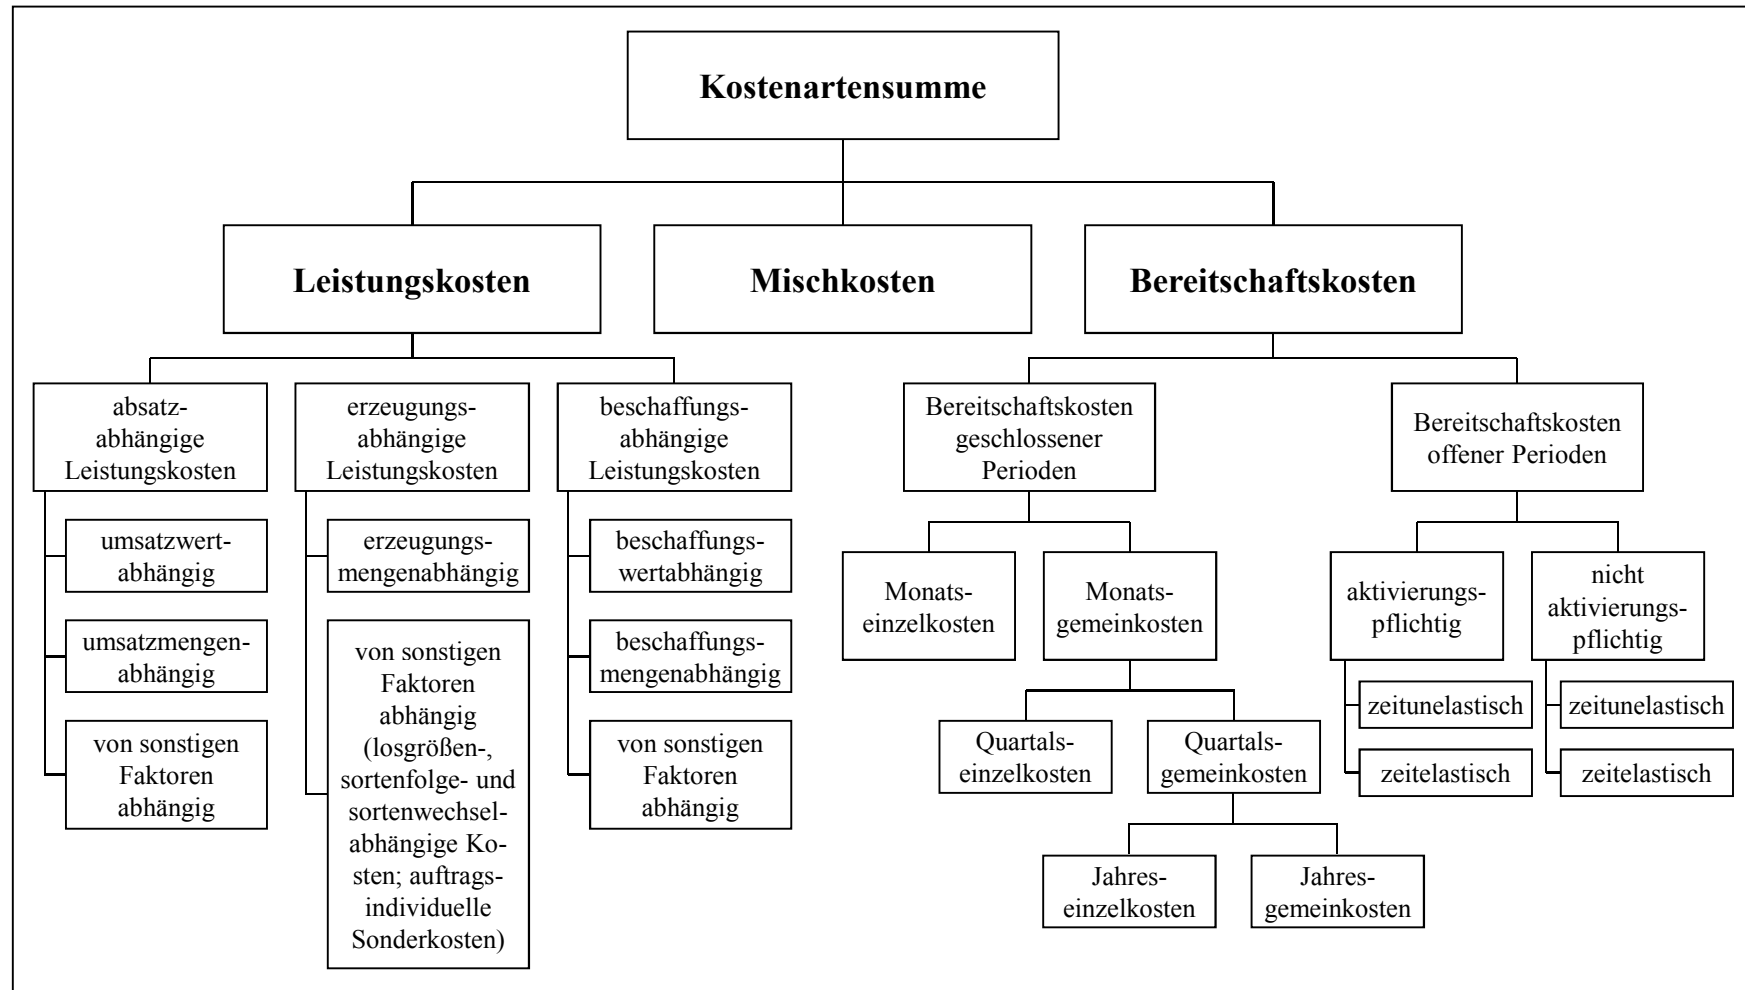 Kostenartensumme
Leistungskosten
Mischkosten
Bereitschaftskosten
absatz-
abhängige
Leistungskosten
erzeugungs-
abhängige
Leistungskosten
beschaffungs-
abhängige
Leistungskosten
Bereitschaftskosten
geschlossener
Perioden
Bereitschaftskosten
offener Perioden
umsatzwert-
abhängig
umsatzmengen-
abhängig
von sonstigen
Faktoren
abhängig
erzeugungs-
mengenabhängig
von sonstigen
Faktoren
abhängig
(losgrößen-,
sortenfolge- und
sortenwechsel-
abhängige Ko-
sten; auftrags-
individuelle
Sonderkosten)
beschaffungs-
wertabhängig
beschaffungs-
mengenabhängig
von sonstigen
Faktoren
abhängig
Monats-
einzelkosten
Monats-
gemeinkosten
Quartals-
einzelkosten
Quartals-
gemeinkosten
Jahres-
einzelkosten
Jahres-
gemeinkosten
aktivierungs-
pflichtig
zeitunelastisch
zeitelastisch
nicht
aktivierungs-
pflichtig
zeitunelastisch
zeitelastisch